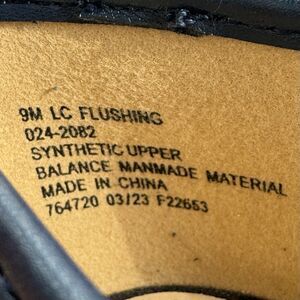 9M LC FLUSHING
024-2082
SYNTHETIC UPPER
BALANCE MANMADE MATERIAL
MADE IN CHINA
764720 03/23 F22653